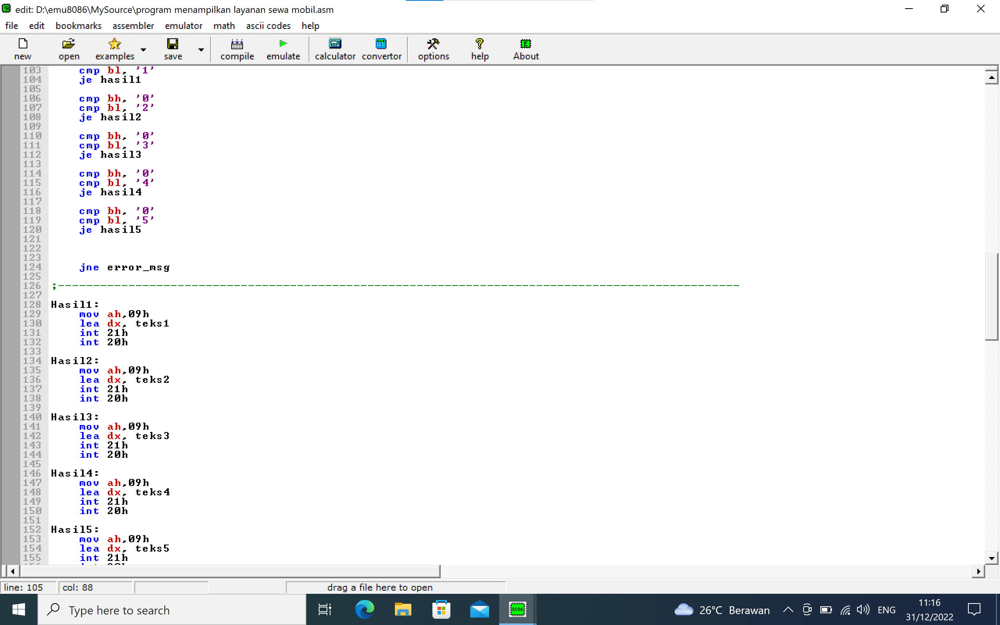 edit: D:\emu8086\MySource\program menampilkan layanan sewa mobil.asm
file edit bookmarks assembler emulator math ascii codes help
new open examples save compile emulate calculator convertor options help About
103 cmp bl, '1'
104 je hasil1
105
106 cmp bh, '0'
107 cmp bl, '2'
108 je hasil2
109
110 cmp bh, '0'
111 cmp bl, '3'
112 je hasil3
113
114 cmp bh, '0'
115 cmp bl, '4'
116 je hasil4
117
118 cmp bh, '0'
119 cmp bl, '5'
120 je hasil5
121
122
123
124 jne error_msg
125
126 ;------------------------------------------------------------------------------------------------
127
128 Hasil1:
129 mov ah,09h
130 lea dx, teks1
131 int 21h
132 int 20h
133
134 Hasil2:
135 mov ah,09h
136 lea dx, teks2
137 int 21h
138 int 20h
139
140 Hasil3:
141 mov ah,09h
142 lea dx, teks3
143 int 21h
144 int 20h
145
146 Hasil4:
147 mov ah,09h
148 lea dx, teks4
149 int 21h
150 int 20h
151
152 Hasil5:
153 mov ah,09h
154 lea dx, teks5
155 int 21h
line: 105 col: 88 drag a file here to open
Type here to search
8086
26°C Berawan
ENG
11:16
31/12/2022